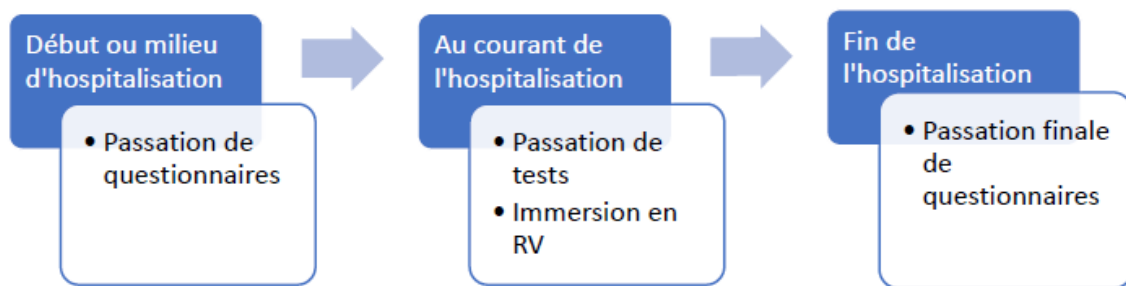 Début ou milieu
d'hospitalisation
• Passation de
questionnaires
Au courant de
l'hospitalisation
• Passation de
tests
• Immersion en
RV
Fin de
l'hospitalisation
• Passation finale
de
questionnaires